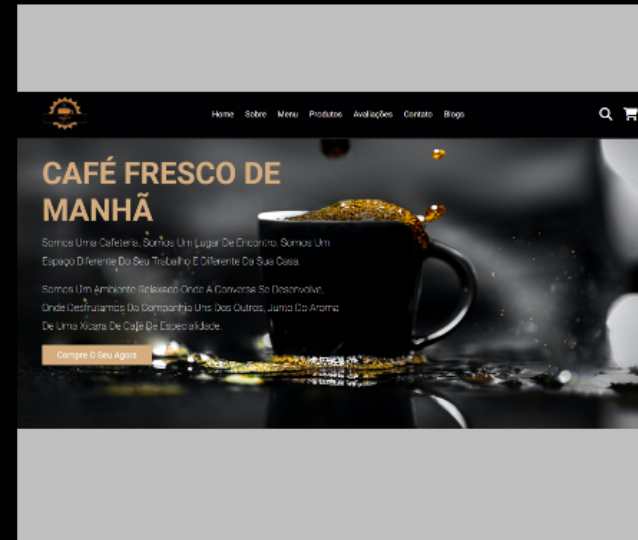 Home Sobre Menu Produtos Avaliações Contato Blogs
CAFÉ FRESCO DE
MANHÃ
Somos Uma Cafeteria, Somos Um Lugar De Encontro, Somos Um
Espaço Diferente Do Seu Trabalho E Diferente Da Sua Casa.
Somos Um Ambiente Relaxado Onde A Conversa Se Desenvolve,
Onde Desfrutamos Da Companhia Uns Dos Outros, Junto Do Aroma
De Uma Xicara De Café De Especialidade.
Compre O Seu Agora